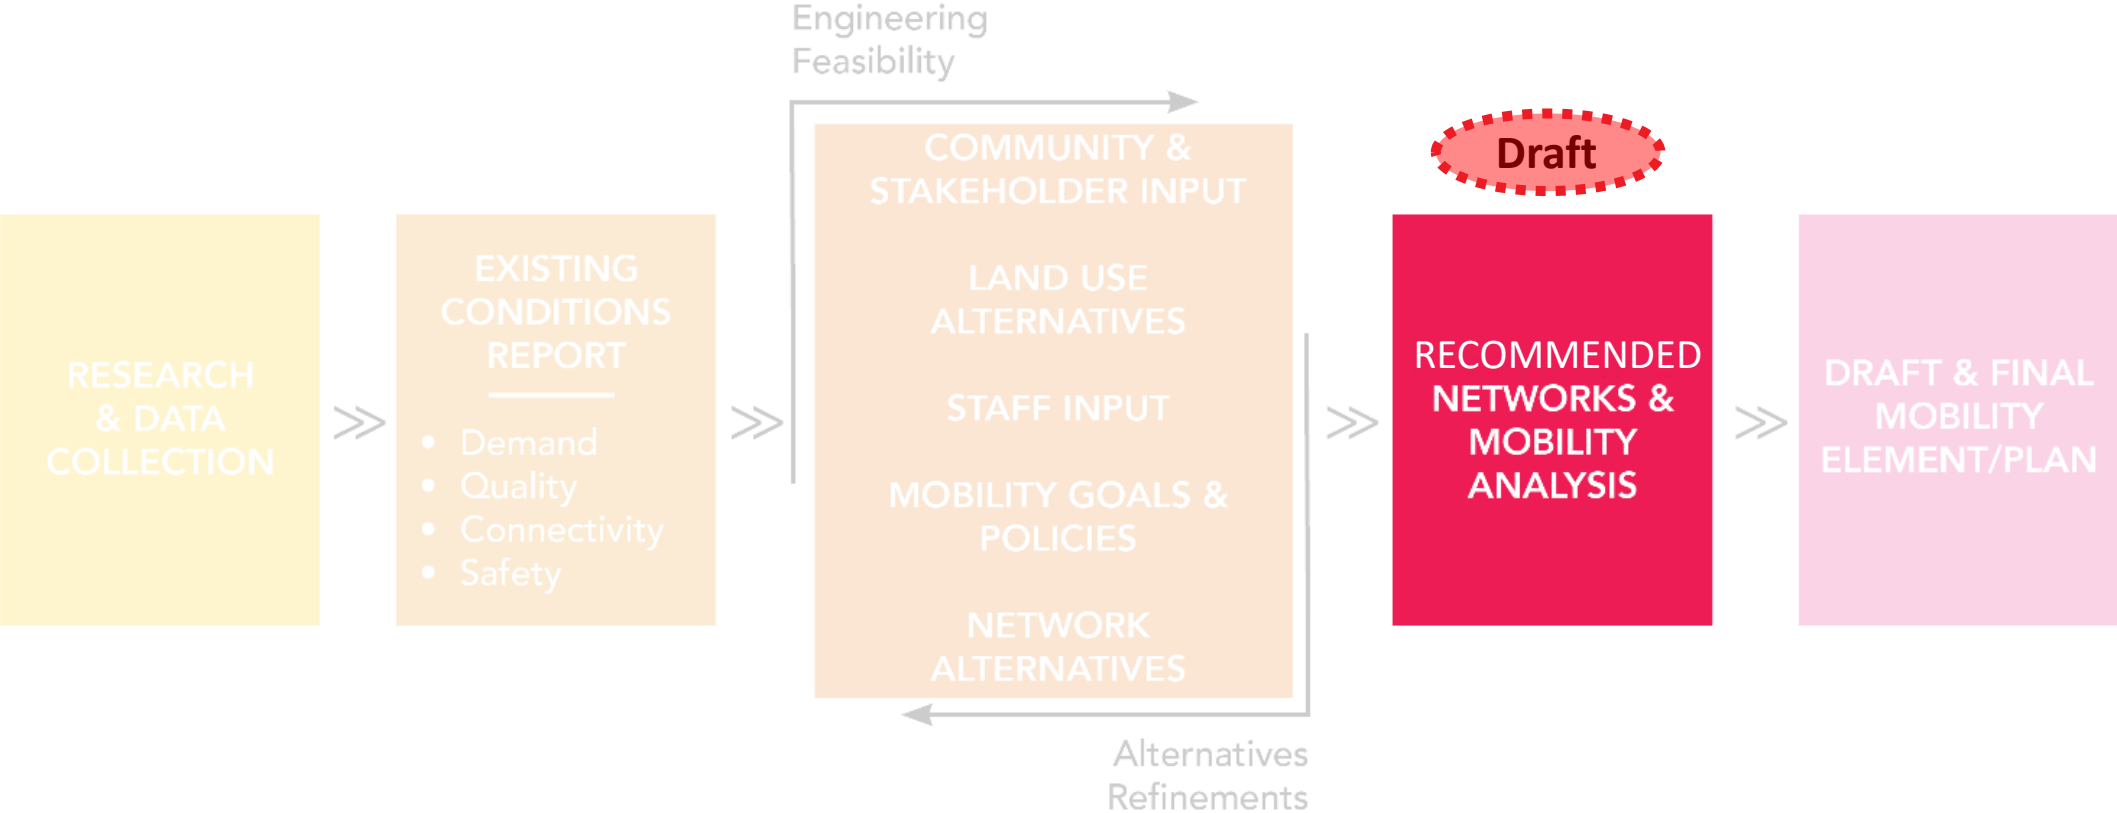 Engineering
Feasibility
RESEARCH
& DATA
COLLECTION
EXISTING
CONDITIONS
REPORT
• Demand
• Quality
• Connectivity
• Safety
COMMUNITY &
STAKEHOLDER INPUT
LAND USE
ALTERNATIVES
STAFF INPUT
MOBILITY GOALS &
POLICIES
NETWORK
ALTERNATIVES
Alternatives
Refinements
Draft
RECOMMENDED
NETWORKS &
MOBILITY
ANALYSIS
DRAFT & FINAL
MOBILITY
ELEMENT/PLAN